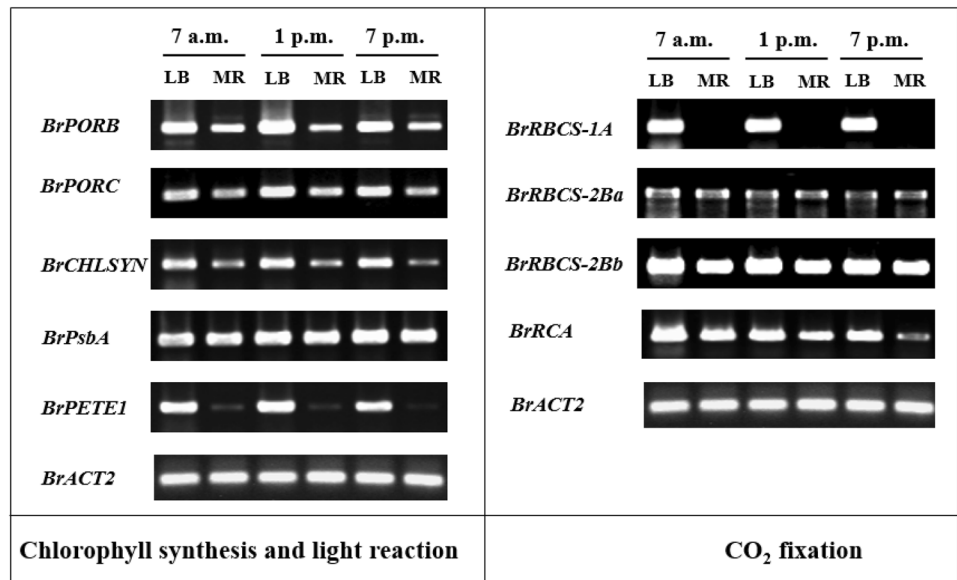 7 a.m. 1 p.m. 7 p.m.
LB MR LB MR LB MR
BrPORB
BrPORC
BrCHLSYN
BrPsbA
BrPETE1
BrACT2
Chlorophyll synthesis and light reaction
7 a.m. 1 p.m. 7 p.m.
LB MR LB MR LB MR
BrRBCS-1A
BrRBCS-2Ba
BrRBCS-2Bb
BrRCA
BrACT2
CO₂ fixation